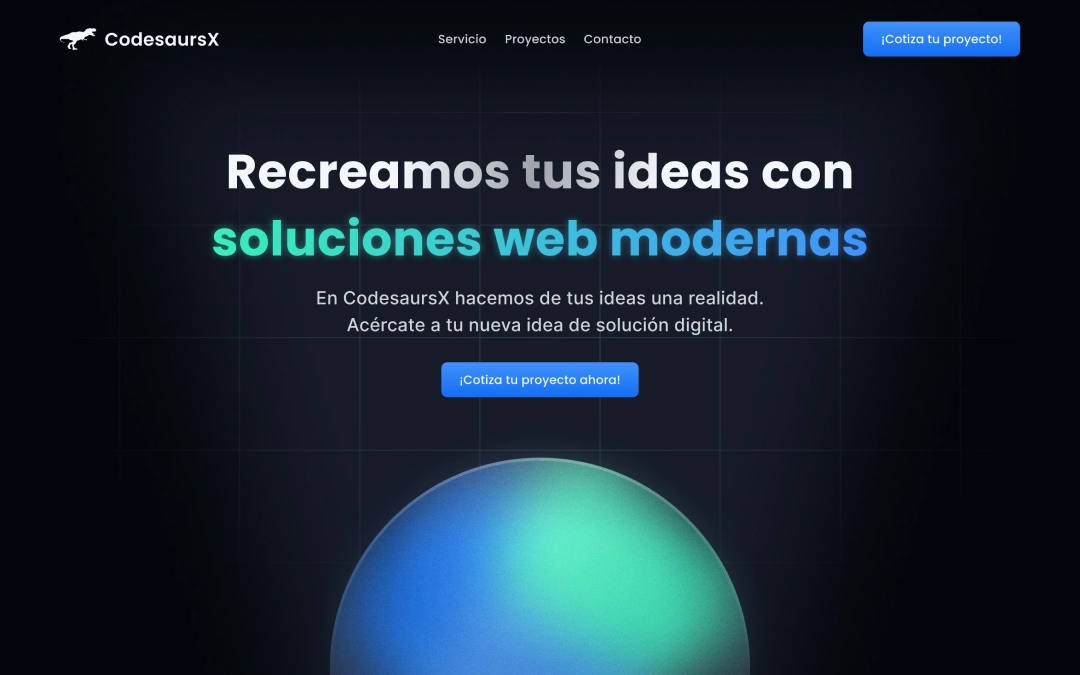 CodesaursX
Servicio
Proyectos
Contacto
¡Cotiza tu proyecto!
Recreamos tus ideas con
soluciones web modernas
En CodesaursX hacemos de tus ideas una realidad.
Acércate a tu nueva idea de solución digital.
¡Cotiza tu proyecto ahora!